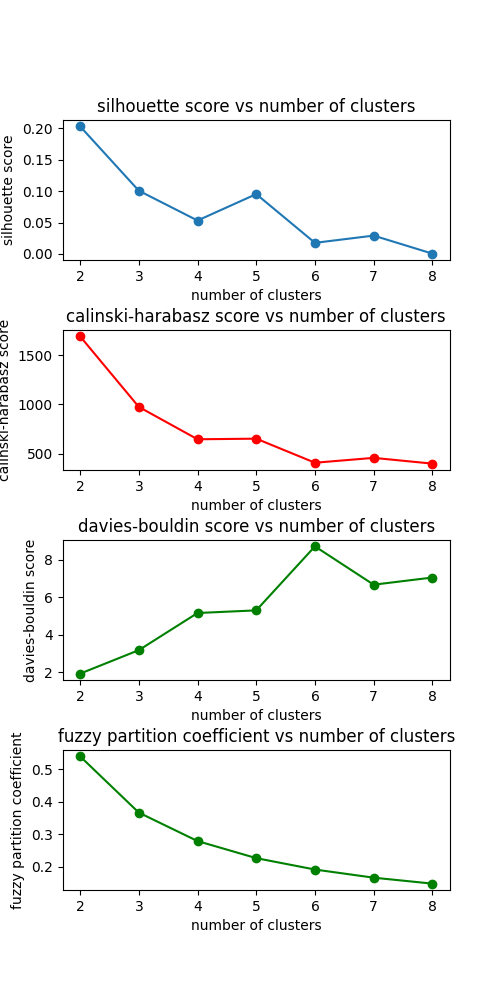 silhouette score vs number of clusters
silhouette score
0.20
0.15
0.10
0.05
0.00
2 3 4 5 6 7 8
number of clusters
calinski-harabasz score vs number of clusters
calinski-harabasz score
1500
1000
500
2 3 4 5 6 7 8
number of clusters
davies-bouldin score vs number of clusters
davies-bouldin score
8
6
4
2
2 3 4 5 6 7 8
number of clusters
fuzzy partition coefficient vs number of clusters
fuzzy partition coefficient
0.5
0.4
0.3
0.2
2 3 4 5 6 7 8
number of clusters